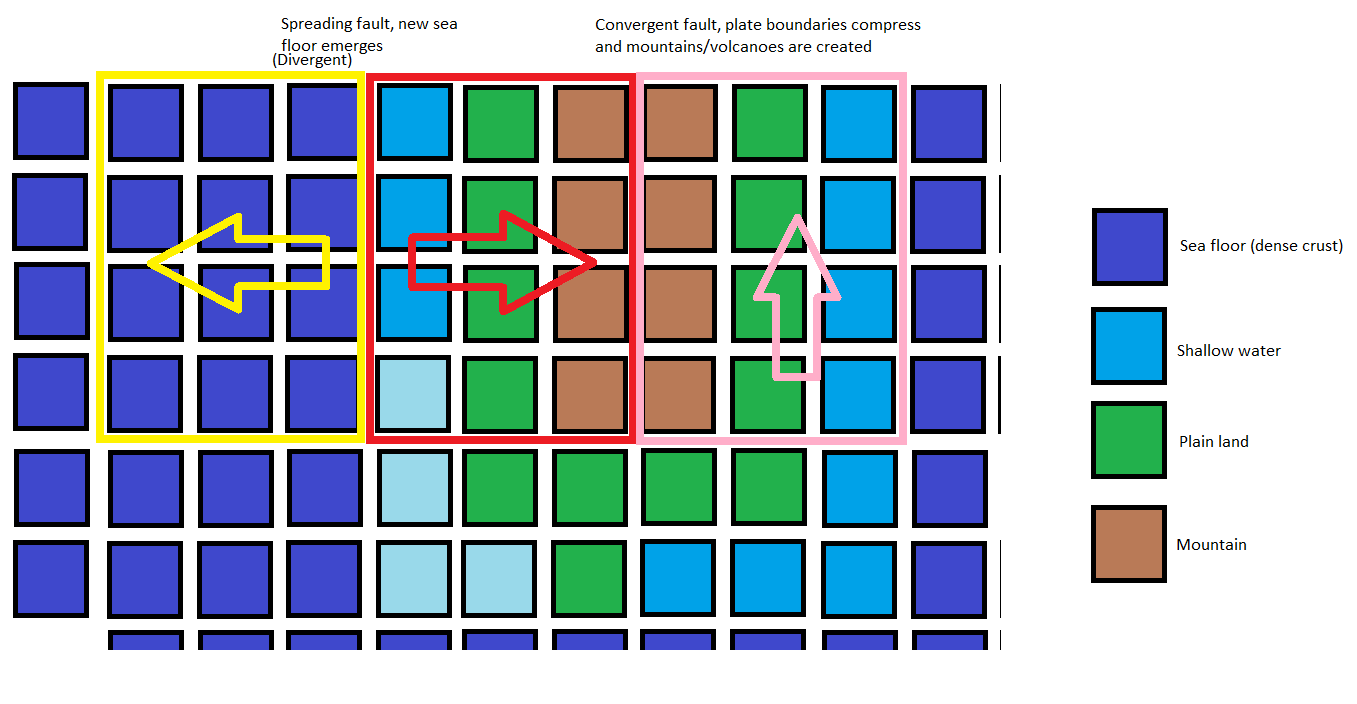 Spreading fault, new sea
floor emerges
(Divergent)
Convergent fault, plate boundaries compress
and mountains/volcanoes are created
Sea floor (dense crust)
Shallow water
Plain land
Mountain